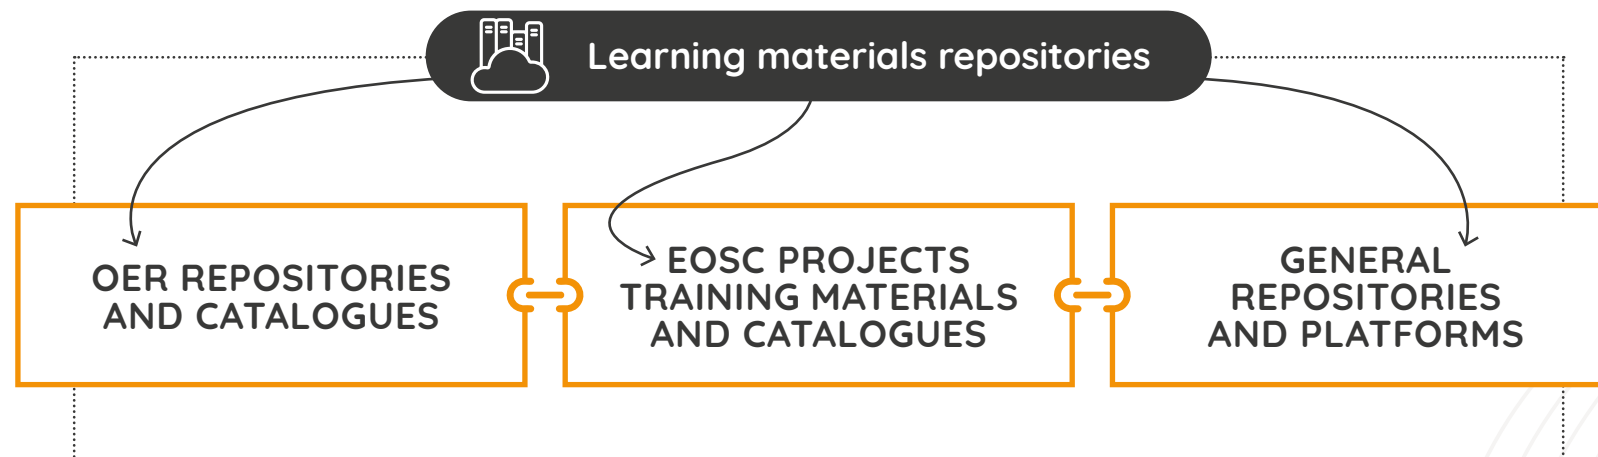 Learning materials repositories
OER REPOSITORIES
AND CATALOGUES
EOSC PROJECTS
TRAINING MATERIALS
AND CATALOGUES
GENERAL
REPOSITORIES
AND PLATFORMS